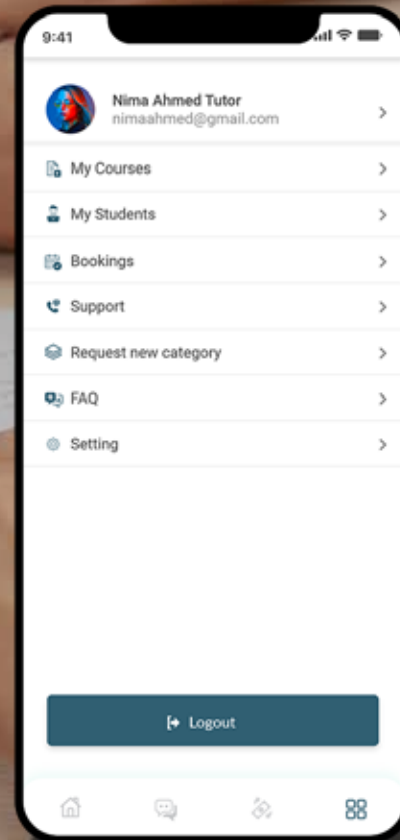 9:41
Nima Ahmed Tutor
nimaahmed@gmail.com
My Courses
My Students
Bookings
Support
Request new category
FAQ
Setting
Logout